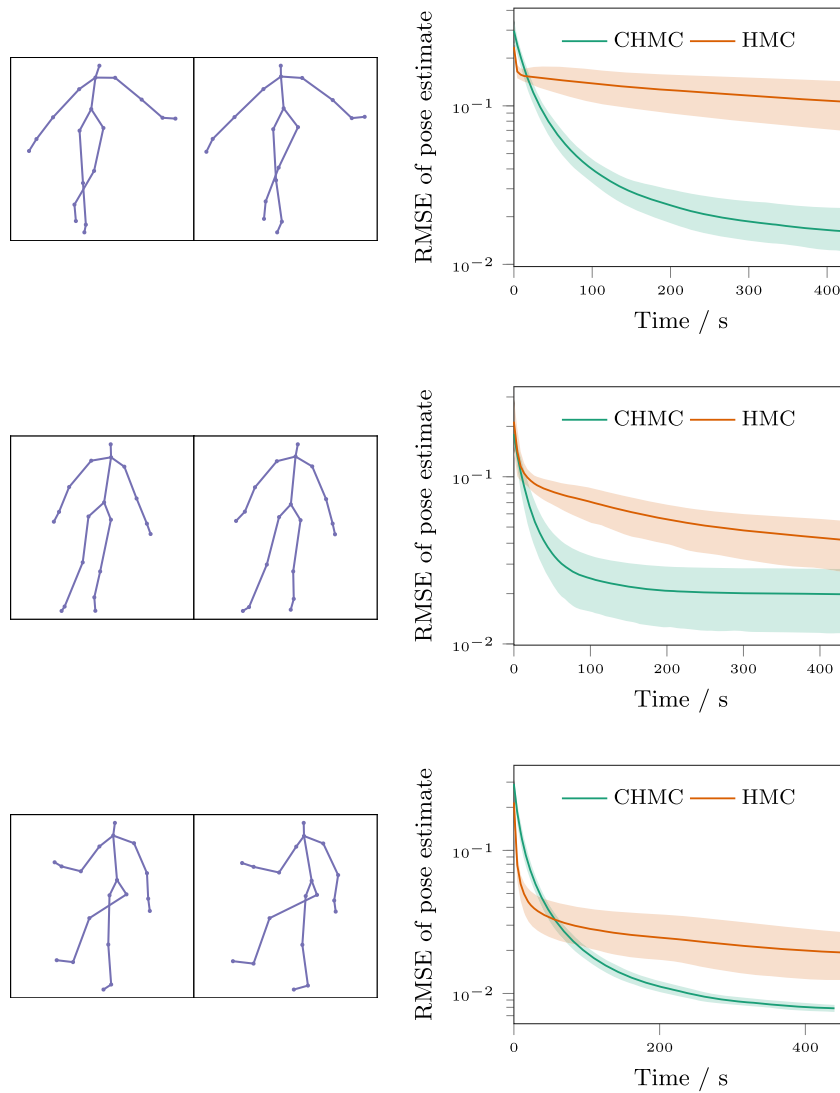 CHMC HMC
10⁻¹
10⁻²
RMSE of pose estimate
0 100 200 300 400
Time / s
CHMC HMC
10⁻¹
10⁻²
RMSE of pose estimate
0 100 200 300 400
Time / s
CHMC HMC
10⁻¹
10⁻²
RMSE of pose estimate
0 200 400
Time / s